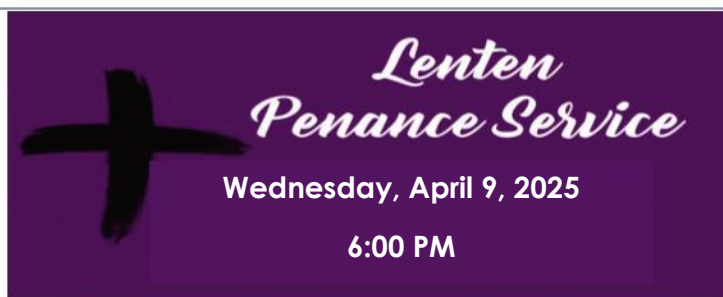 Lenten
Penance Service
Wednesday, April 9, 2025
6:00 PM